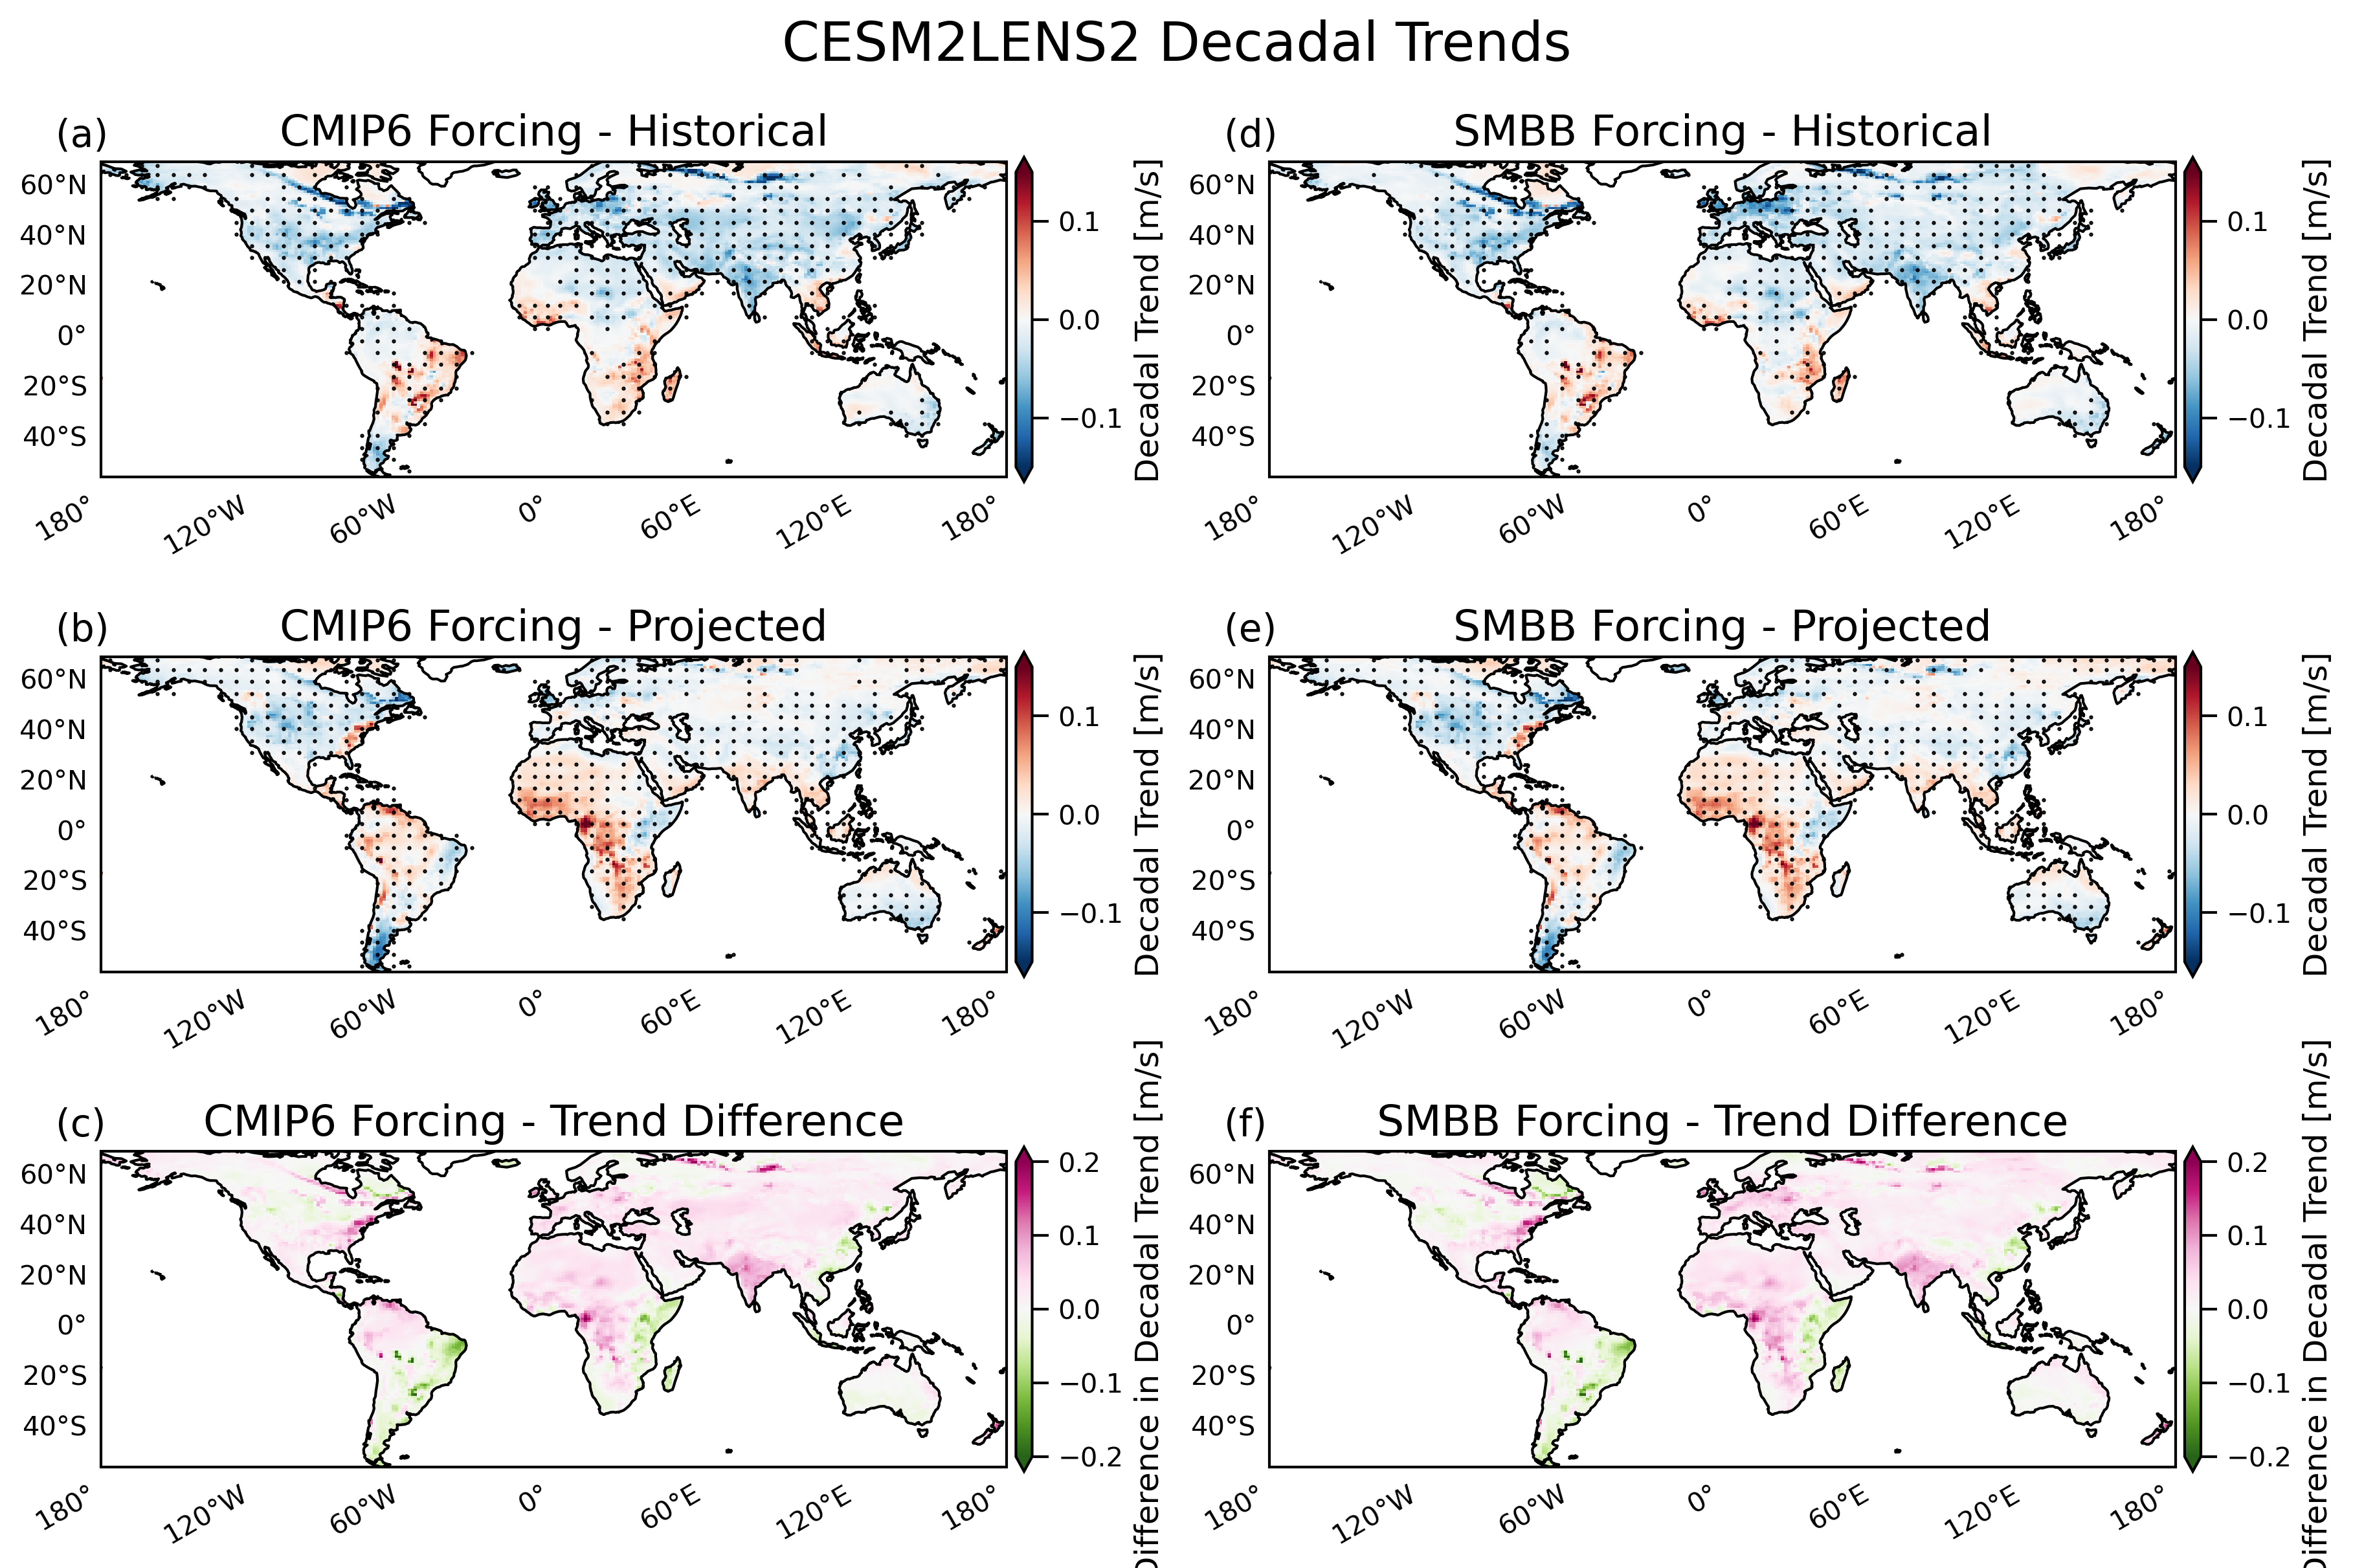 CESM2LENS2 Decadal Trends
(a) CMIP6 Forcing - Historical
60°N
40°N
20°N
0°
20°S
40°S
180° 120°W 60°W 0° 60°E 120°E 180°
0.1
0.0
−0.1
Decadal Trend [m/s]
(d) SMBB Forcing - Historical
60°N
40°N
20°N
0°
20°S
40°S
180° 120°W 60°W 0° 60°E 120°E 180°
0.1
0.0
−0.1
Decadal Trend [m/s]
(b) CMIP6 Forcing - Projected
60°N
40°N
20°N
0°
20°S
40°S
180° 120°W 60°W 0° 60°E 120°E 180°
0.1
0.0
−0.1
Decadal Trend [m/s]
(e) SMBB Forcing - Projected
60°N
40°N
20°N
0°
20°S
40°S
180° 120°W 60°W 0° 60°E 120°E 180°
0.1
0.0
−0.1
Decadal Trend [m/s]
(c) CMIP6 Forcing - Trend Difference
60°N
40°N
20°N
0°
20°S
40°S
180° 120°W 60°W 0° 60°E 120°E 180°
0.2
0.1
0.0
−0.1
−0.2
Difference in Decadal Trend [m/s]
(f) SMBB Forcing - Trend Difference
60°N
40°N
20°N
0°
20°S
40°S
180° 120°W 60°W 0° 60°E 120°E 180°
0.2
0.1
0.0
−0.1
−0.2
Difference in Decadal Trend [m/s]